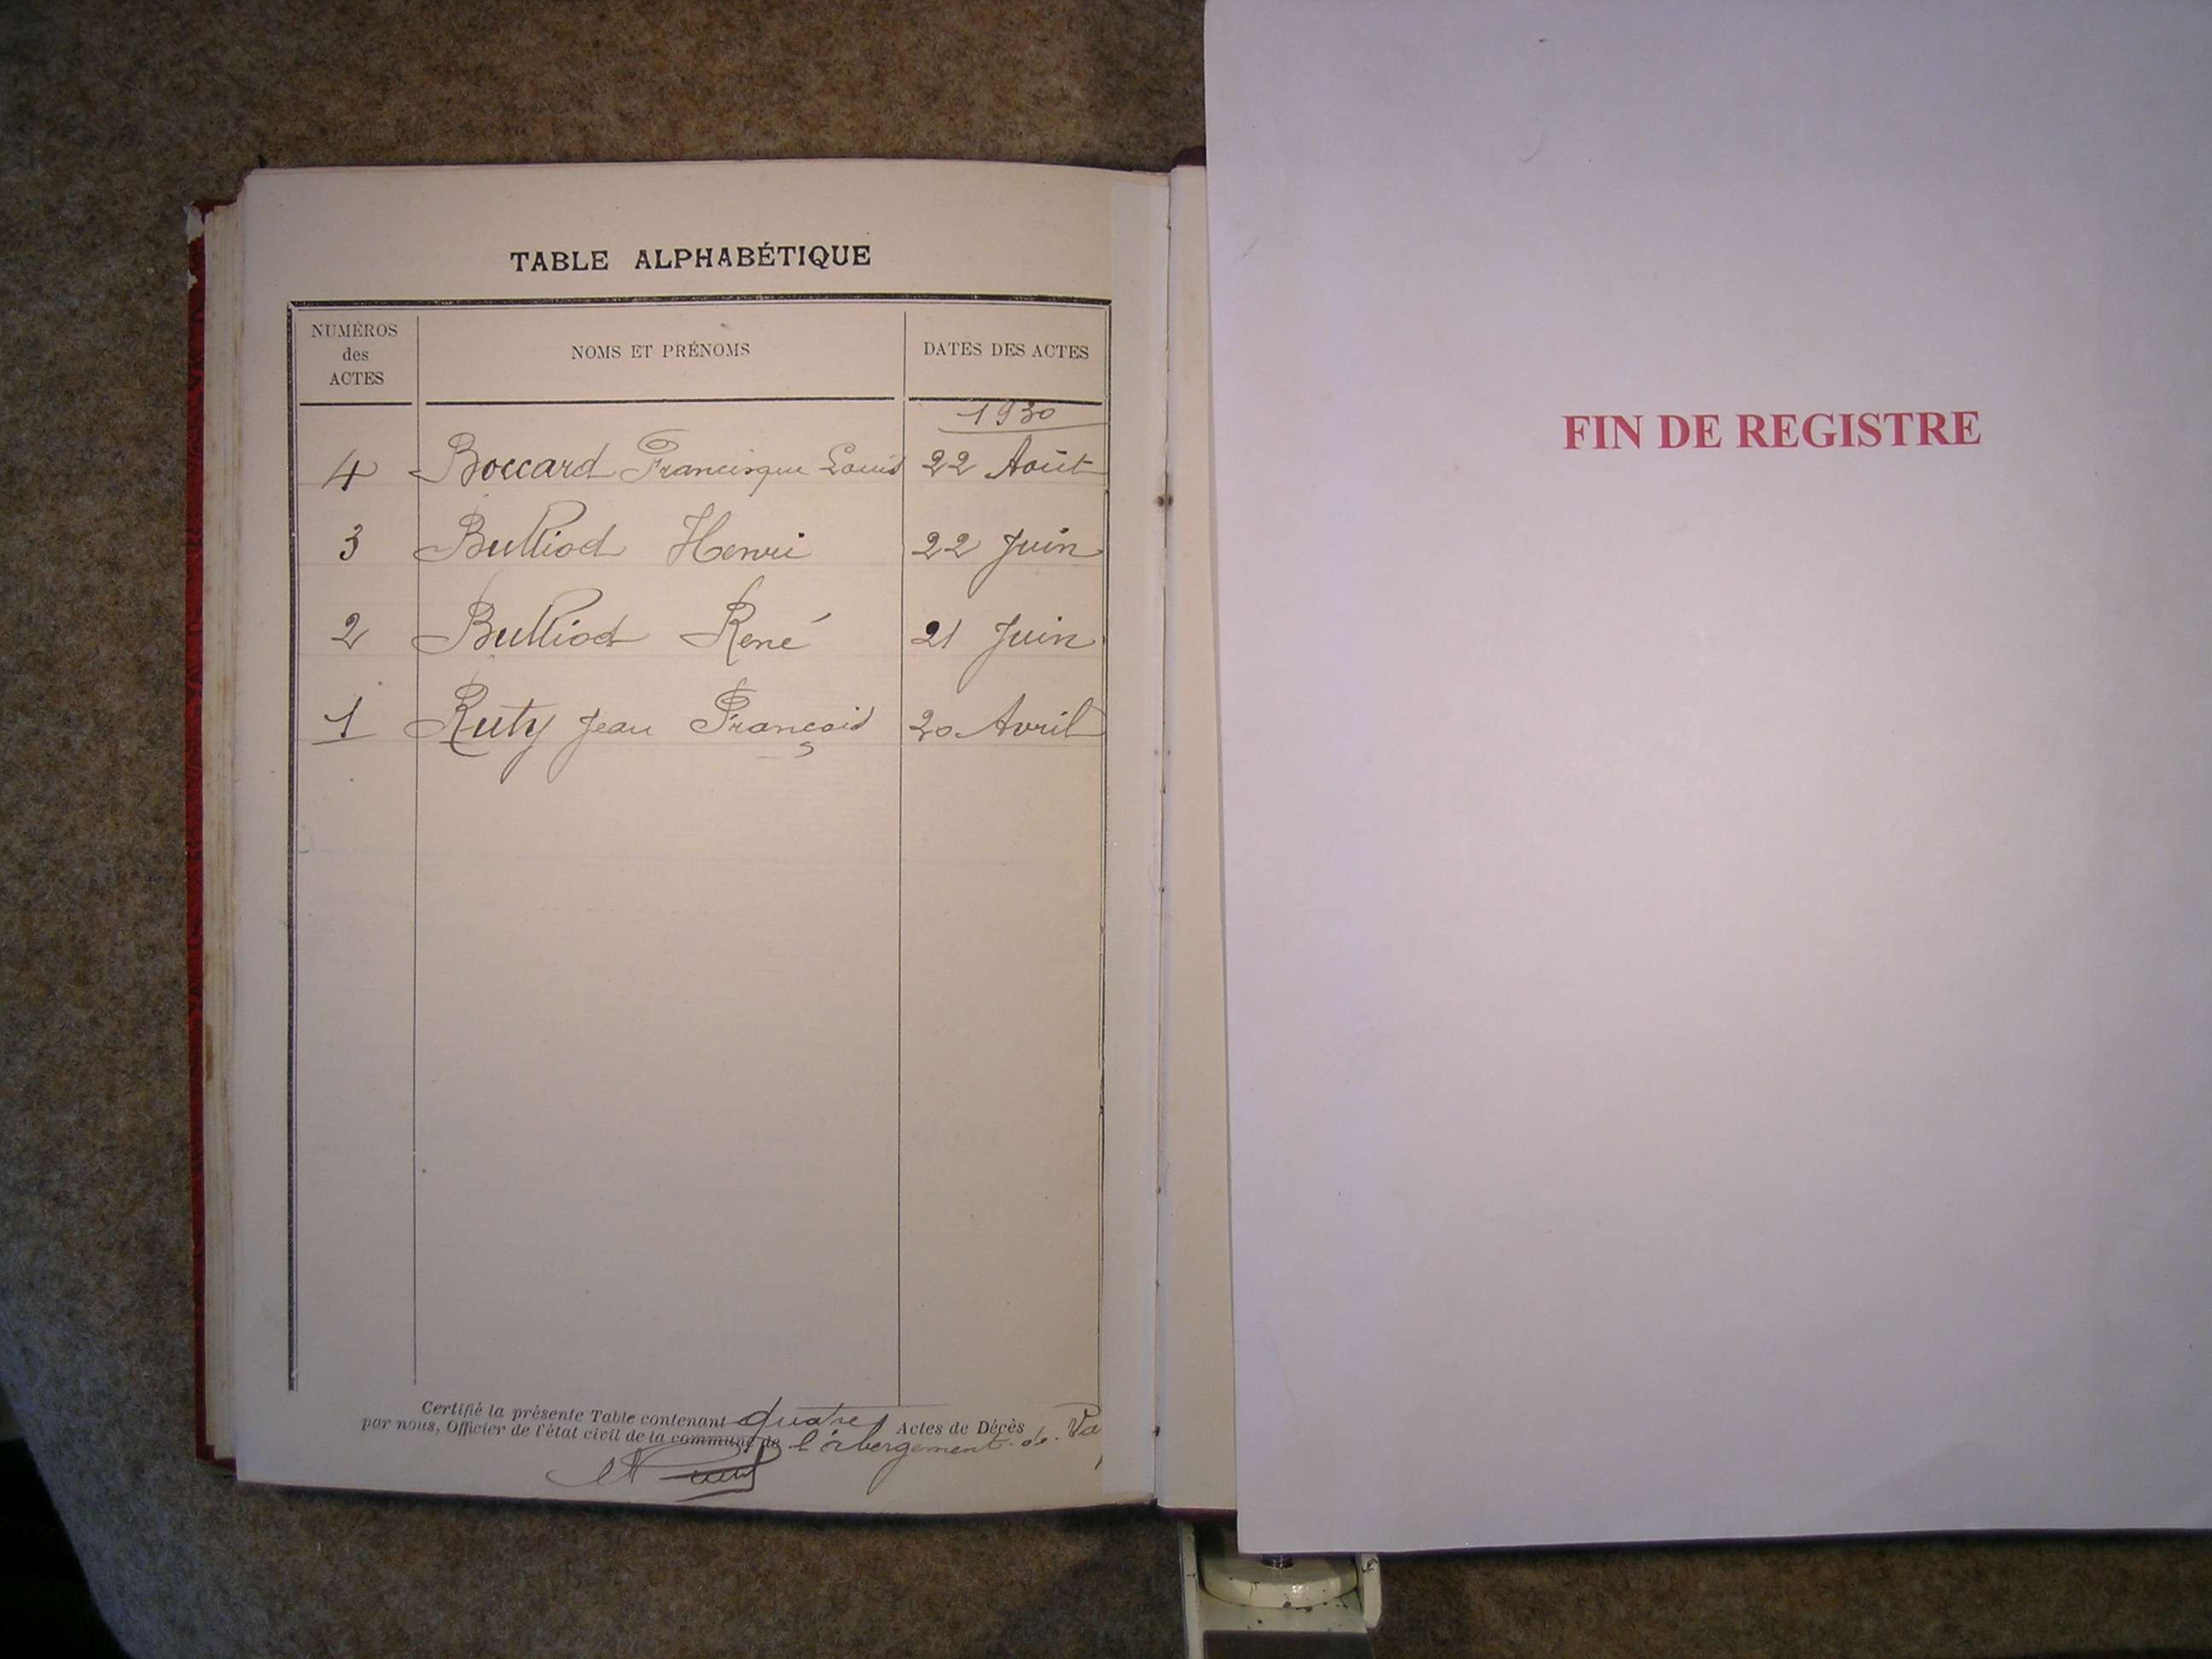 TABLE ALPHABÉTIQUE
NUMÉROS
des
ACTES
NOMS ET PRÉNOMS
DATES DES ACTES
1930
4 Boccard Francisque Louis 22 Août
3 Bulliod Henri 22 Juin
2 Bulliod René 21 Juin
1 Ruty Jean François 20 Avril
Certifié la présente Table contenant quatre Actes de Décès
par nous, Officier de l'état civil de la commune de l'abergement de Va
FIN DE REGISTRE